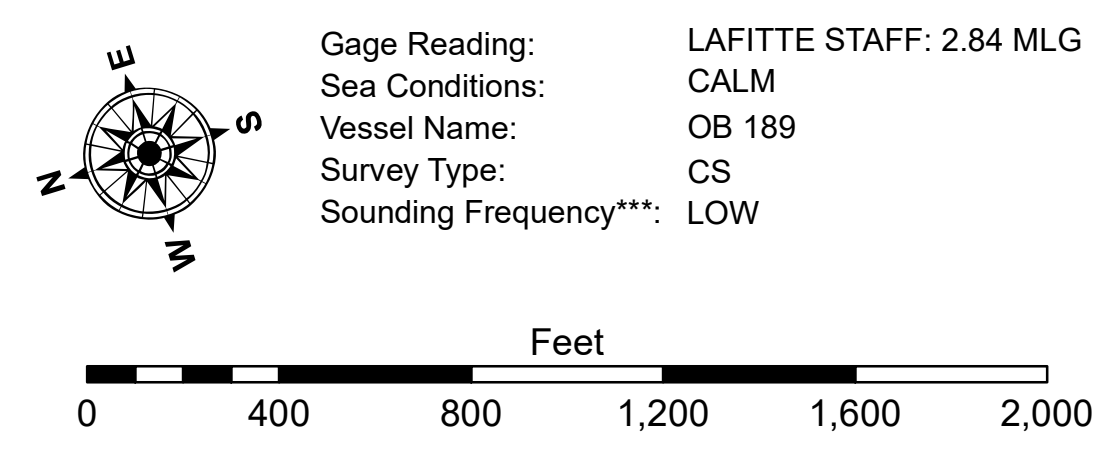 E
S
N
W
Gage Reading: LAFITTE STAFF: 2.84 MLG
Sea Conditions: CALM
Vessel Name: OB 189
Survey Type: CS
Sounding Frequency***: LOW
Feet
0 400 800 1,200 1,600 2,000